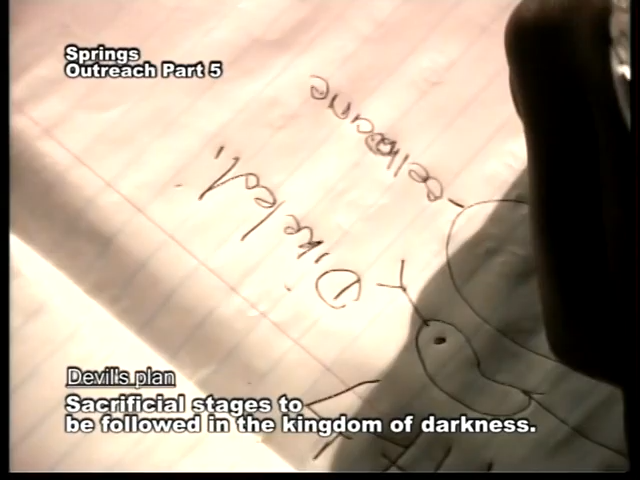 Springs
Outreach Part 5
Devil's plan
Sacrificial stages to
be followed in the kingdom of darkness.